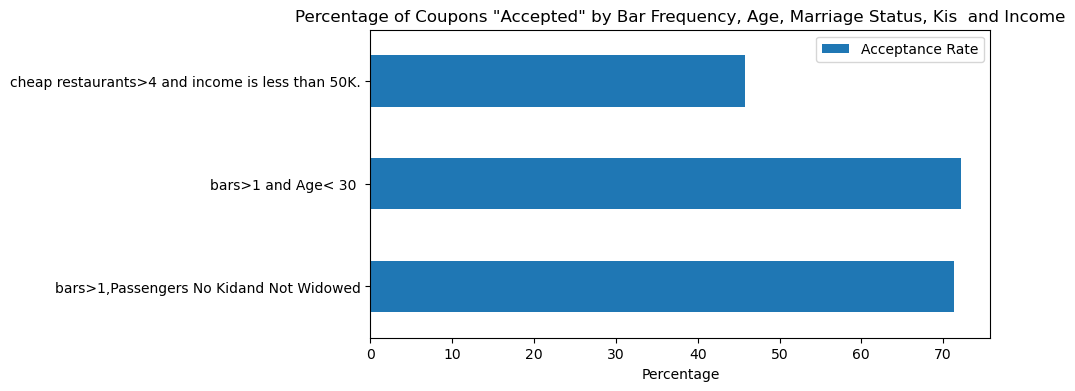 Percentage of Coupons "Accepted" by Bar Frequency, Age, Marriage Status, Kis  and Income
Acceptance Rate
cheap restaurants>4 and income is less than 50K.
bars>1 and Age< 30
bars>1,Passengers No Kidand Not Widowed
0 10 20 30 40 50 60 70
Percentage